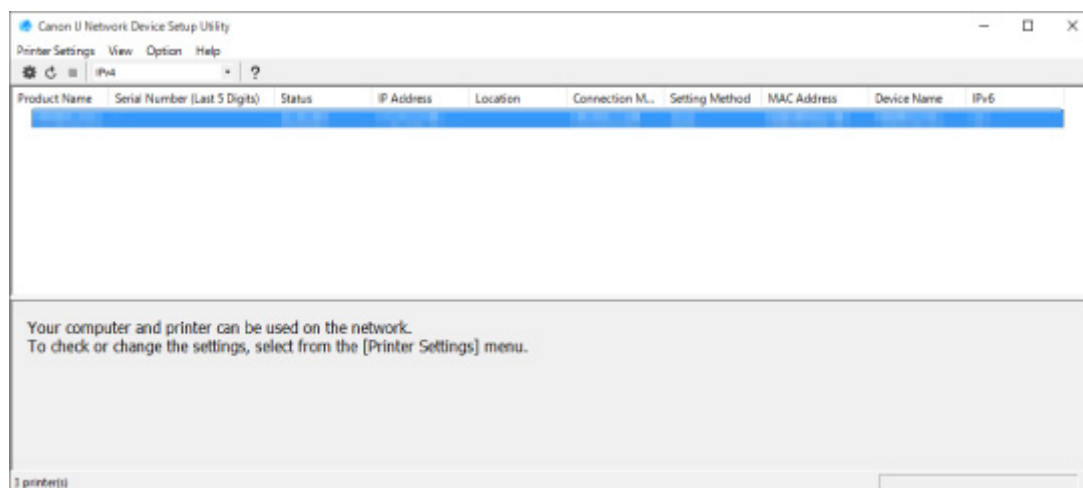 Canon IJ Network Device Setup Utility
Printer Settings View Option Help
IPv4 ?
Product Name Serial Number (Last 5 Digits) Status IP Address Location Connection M... Setting Method MAC Address Device Name IPv6
Your computer and printer can be used on the network.
To check or change the settings, select from the [Printer Settings] menu.
printer(s)